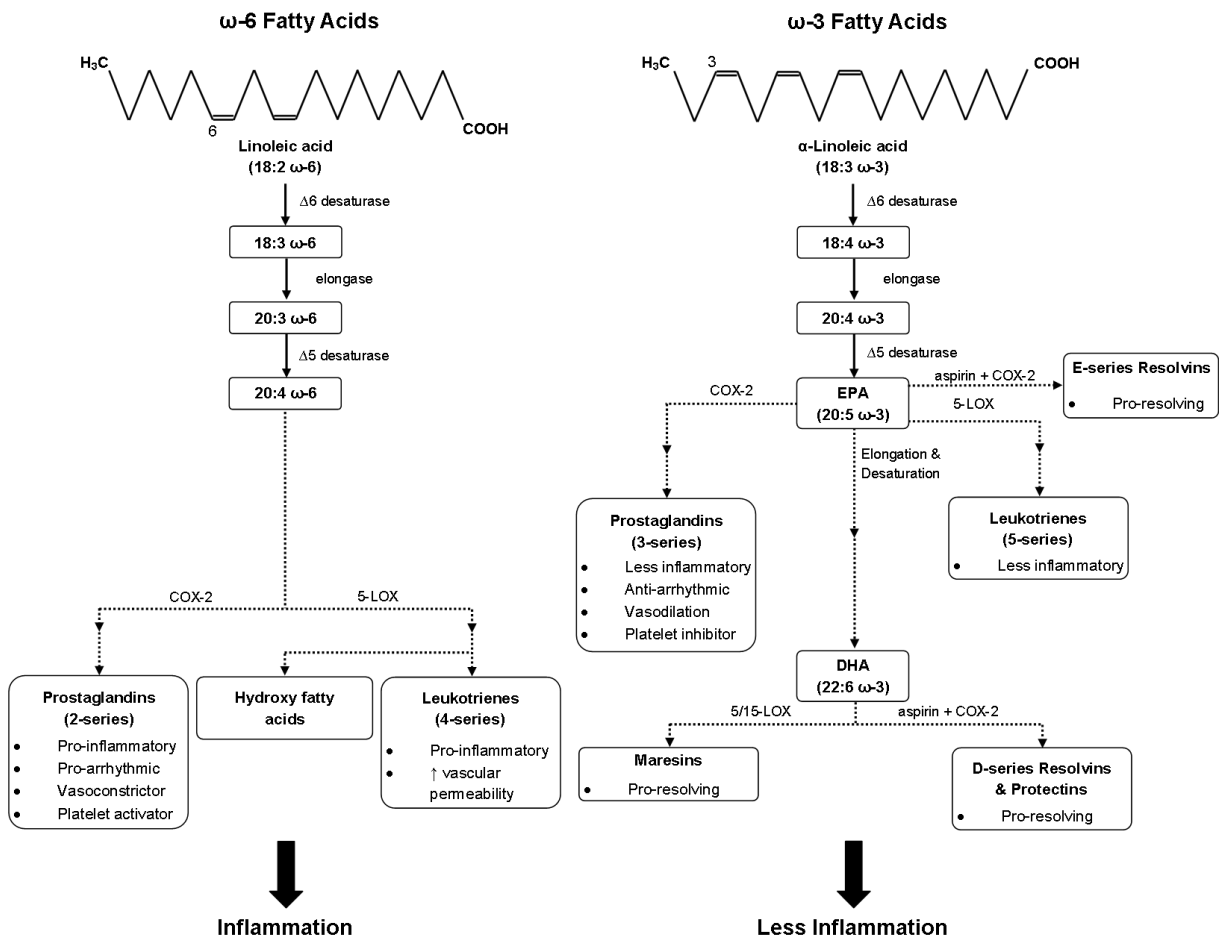 ω-6 Fatty Acids
H₃C
6
COOH
Linoleic acid
(18:2 ω-6)
Δ6 desaturase
18:3 ω-6
elongase
20:3 ω-6
Δ5 desaturase
20:4 ω-6
COX-2
5-LOX
Prostaglandins
(2-series)
• Pro-inflammatory
• Pro-arrhythmic
• Vasoconstrictor
• Platelet activator
Hydroxy fatty
acids
Leukotrienes
(4-series)
• Pro-inflammatory
• ↑ vascular
permeability
Inflammation
ω-3 Fatty Acids
H₃C
3
COOH
α-Linoleic acid
(18:3 ω-3)
Δ6 desaturase
18:4 ω-3
elongase
20:4 ω-3
Δ5 desaturase
EPA
(20:5 ω-3)
COX-2
aspirin + COX-2
E-series Resolvins
• Pro-resolving
5-LOX
Elongation &
Desaturation
Prostaglandins
(3-series)
• Less inflammatory
• Anti-arrhythmic
• Vasodilation
• Platelet inhibitor
Leukotrienes
(5-series)
• Less inflammatory
DHA
(22:6 ω-3)
5/15-LOX
aspirin + COX-2
Maresins
• Pro-resolving
D-series Resolvins
& Protectins
• Pro-resolving
Less Inflammation